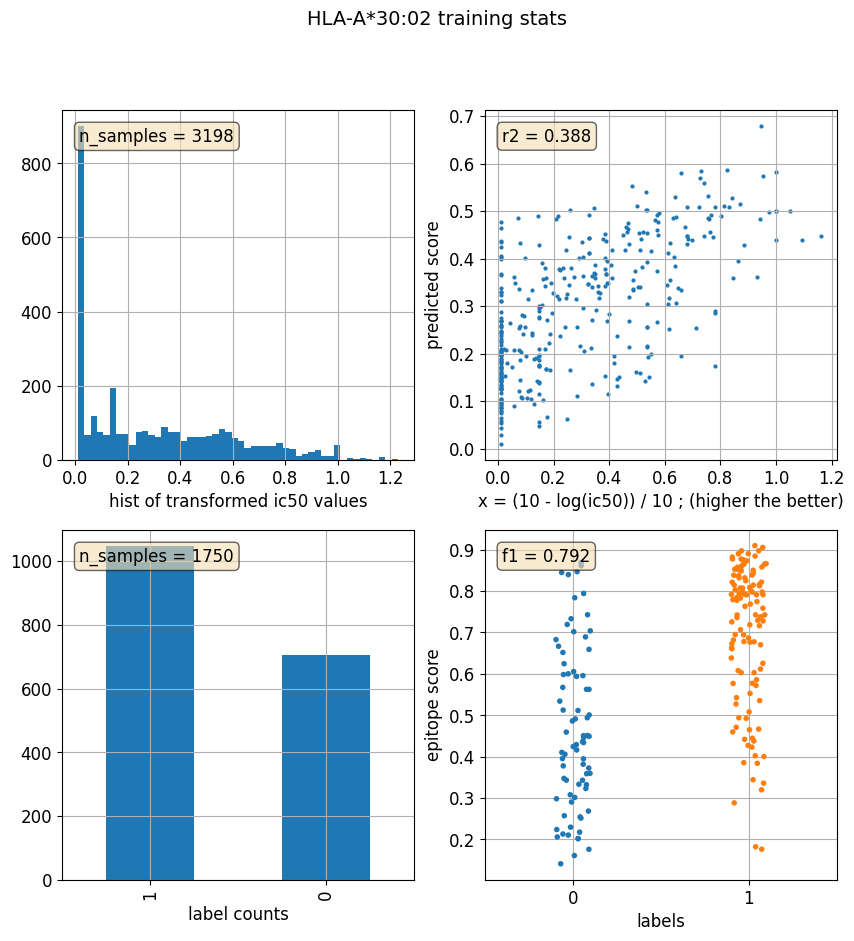 HLA-A*30:02 training stats
n_samples = 3198
800
600
400
200
0
0.0 0.2 0.4 0.6 0.8 1.0 1.2
hist of transformed ic50 values
r2 = 0.388
0.7
0.6
0.5
0.4
0.3
0.2
0.1
0.0
predicted score
0.0 0.2 0.4 0.6 0.8 1.0 1.2
x = (10 - log(ic50)) / 10 ; (higher the better)
n_samples = 1750
1000
800
600
400
200
0
1 0
label counts
f1 = 0.792
0.9
0.8
0.7
0.6
0.5
0.4
0.3
0.2
epitope score
0 1
labels